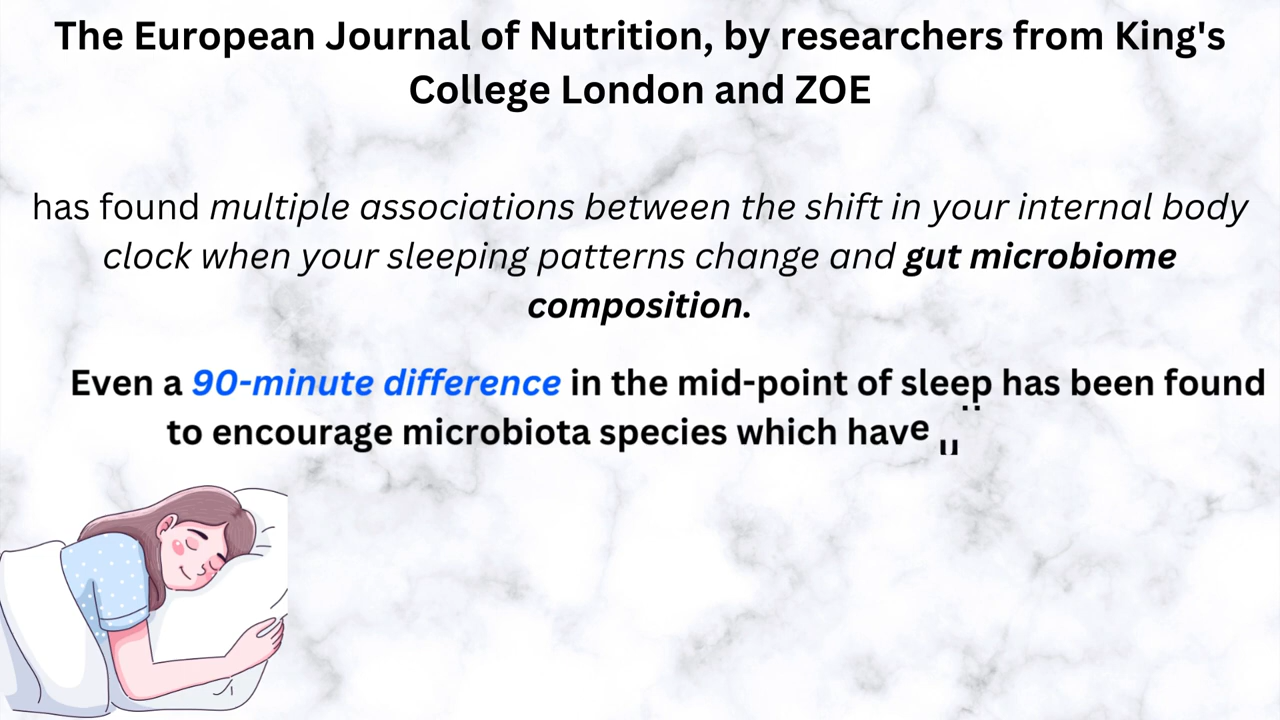 The European Journal of Nutrition, by researchers from King's
College London and ZOE
has found multiple associations between the shift in your internal body
clock when your sleeping patterns change and gut microbiome
composition.
Even a 90-minute difference in the mid-point of sleep has been found
to encourage microbiota species which have